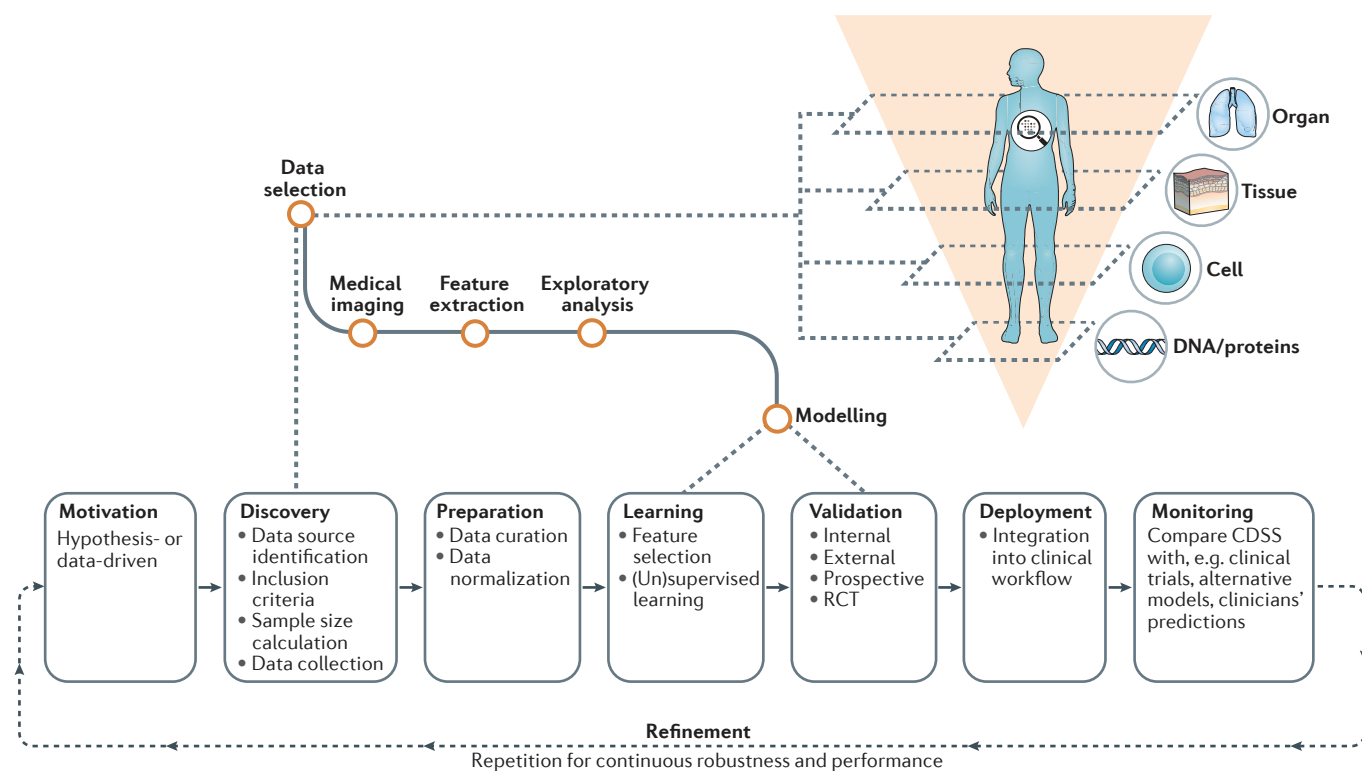 Organ
Data
selection
Tissue
Cell
Medical
imaging
Feature
extraction
Exploratory
analysis
DNA/proteins
Modelling
Motivation
Hypothesis- or
data-driven
Discovery
• Data source
identification
• Inclusion
criteria
• Sample size
calculation
• Data collection
Preparation
• Data curation
• Data
normalization
Learning
• Feature
selection
• (Un)supervised
learning
Validation
• Internal
• External
• Prospective
• RCT
Deployment
• Integration
into clinical
workflow
Monitoring
Compare CDSS
with, e.g. clinical
trials, alternative
models, clinicians’
predictions
Refinement
Repetition for continuous robustness and performance